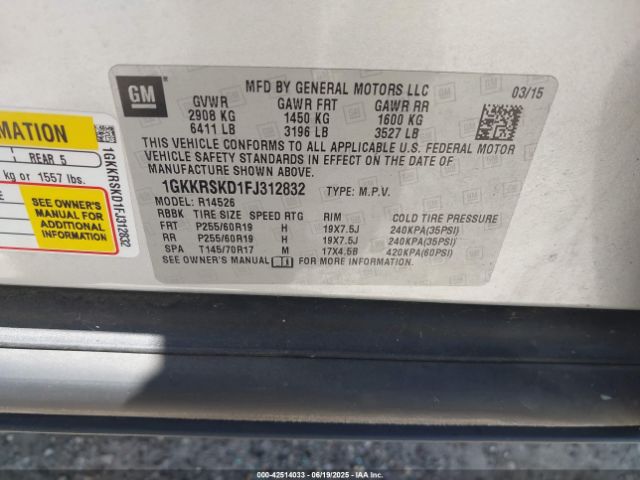 GM
MFD BY GENERAL MOTORS LLC
03/15
GVWR GAWR FRT GAWR RR
2908 KG 1450 KG 1600 KG
6411 LB 3196 LB 3527 LB
THIS VEHICLE CONFORMS TO ALL APPLICABLE U.S. FEDERAL MOTOR
VEHICLE SAFETY STANDARDS IN EFFECT ON THE DATE OF
MANUFACTURE SHOWN ABOVE.
1GKKRSKD1FJ312832 TYPE: M.P.V.
MODEL: R14526
RBBK TIRE SIZE SPEED RTG RIM COLD TIRE PRESSURE
FRT P255/60R19 H 19X7.5J 240KPA(35PSI)
RR P255/60R19 H 19X7.5J 240KPA(35PSI)
SPA T145/70R17 M 17X4.5B 420KPA(60PSI)
SEE OWNER'S MANUAL FOR MORE INFORMATION.
MATION
REAR 5
kg or 1557 lbs.
SEE OWNER'S
MANUAL FOR
ADDITIONAL
INFORMATION
1GKKRSKD1FJ312832
000-42514033 - 06/19/2025 - IAAI.com